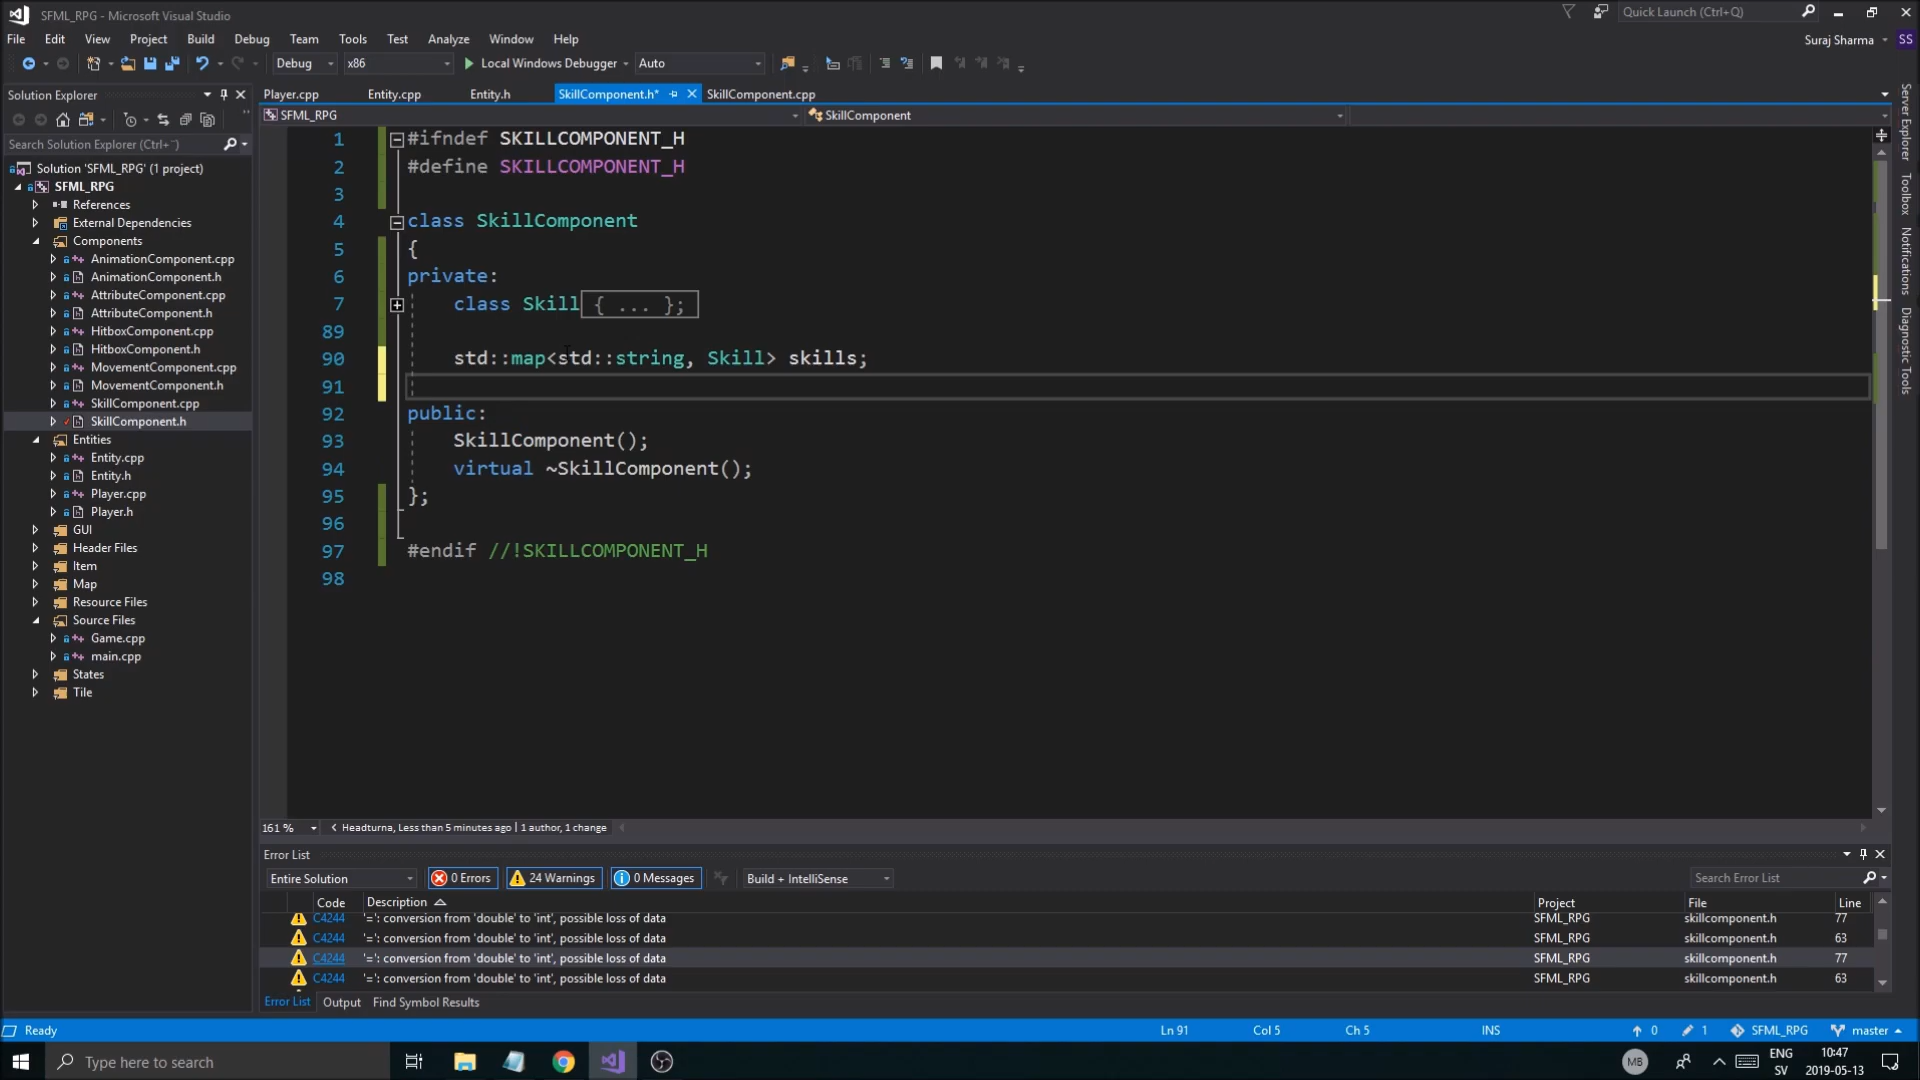 SFML_RPG - Microsoft Visual Studio
Quick Launch (Ctrl+Q)
File Edit View Project Build Debug Team Tools Test Analyze Window Help
Suraj Sharma SS
Debug x86 Local Windows Debugger Auto
Solution Explorer
Search Solution Explorer (Ctrl+¨)
Solution 'SFML_RPG' (1 project)
SFML_RPG
References
External Dependencies
Components
AnimationComponent.cpp
AnimationComponent.h
AttributeComponent.cpp
AttributeComponent.h
HitboxComponent.cpp
HitboxComponent.h
MovementComponent.cpp
MovementComponent.h
SkillComponent.cpp
SkillComponent.h
Entities
Entity.cpp
Entity.h
Player.cpp
Player.h
GUI
Header Files
Item
Map
Resource Files
Source Files
Game.cpp
main.cpp
States
Tile
Player.cpp Entity.cpp Entity.h SkillComponent.h* SkillComponent.cpp
SFML_RPG SkillComponent
1 #ifndef SKILLCOMPONENT_H
2 #define SKILLCOMPONENT_H
3
4 class SkillComponent
5 {
6 private:
7 class Skill { ... };
89
90 std::map<std::string, Skill> skills;
91
92 public:
93 SkillComponent();
94 virtual ~SkillComponent();
95 };
96
97 #endif //!SKILLCOMPONENT_H
98
161 % Headturna, Less than 5 minutes ago | 1 author, 1 change
Error List
Entire Solution 0 Errors 24 Warnings 0 Messages Build + IntelliSense Search Error List
Code Description Project File Line
C4244 '=': conversion from 'double' to 'int', possible loss of data SFML_RPG skillcomponent.h 77
C4244 '=': conversion from 'double' to 'int', possible loss of data SFML_RPG skillcomponent.h 63
C4244 '=': conversion from 'double' to 'int', possible loss of data SFML_RPG skillcomponent.h 77
C4244 '=': conversion from 'double' to 'int', possible loss of data SFML_RPG skillcomponent.h 63
Error List Output Find Symbol Results
Server Explorer
Toolbox
Notifications
Diagnostic Tools
Ready Ln 91 Col 5 Ch 5 INS 0 1 SFML_RPG master
Type here to search
MB
ENG
SV
10:47
2019-05-13